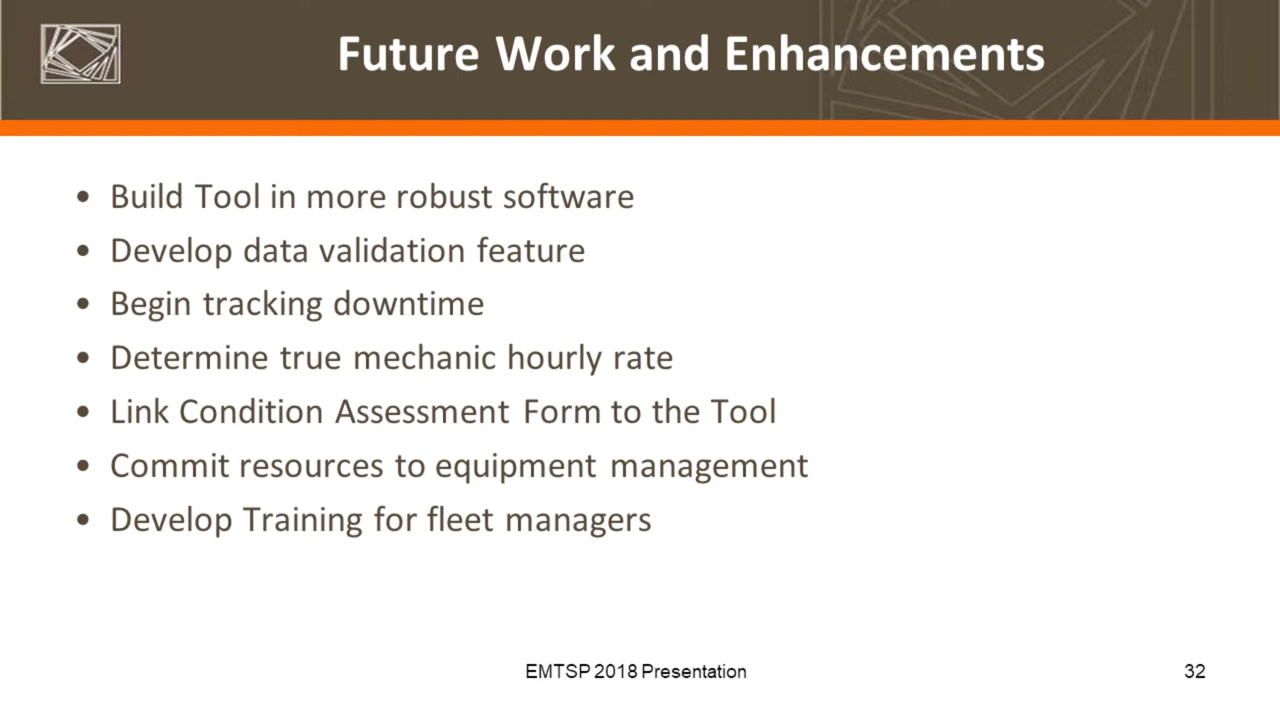 Future Work and Enhancements
• Build Tool in more robust software
• Develop data validation feature
• Begin tracking downtime
• Determine true mechanic hourly rate
• Link Condition Assessment Form to the Tool
• Commit resources to equipment management
• Develop Training for fleet managers
EMTSP 2018 Presentation
32